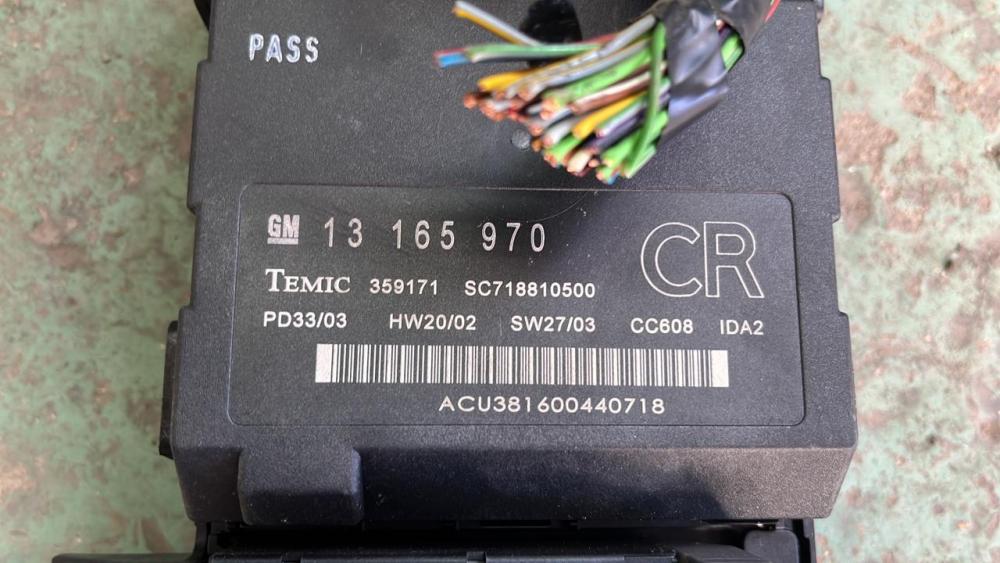 PASS
GM 13 165 970
CR
TEMIC 359171 SC718810500
PD33/03 HW20/02 SW27/03 CC608 IDA2
ACU381600440718